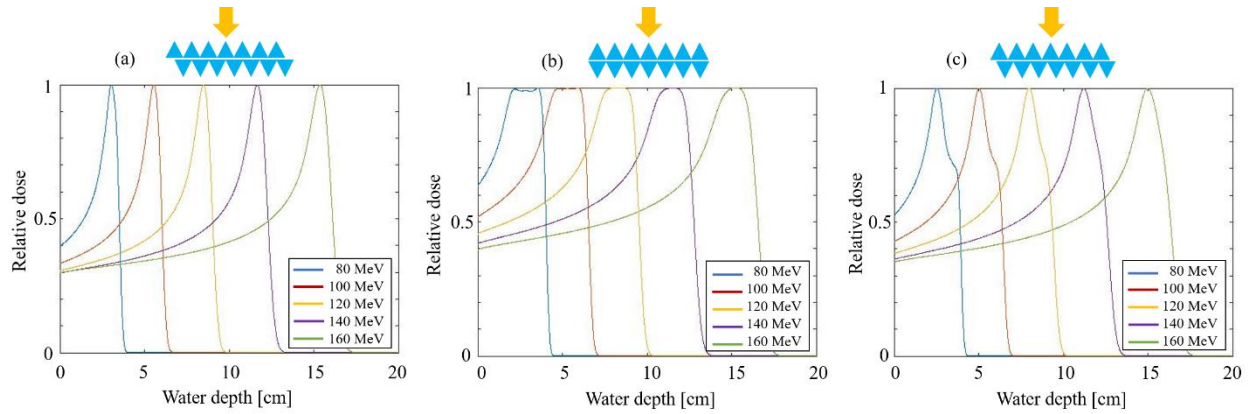 (a)
1
0.5
0
Relative dose
0 5 10 15 20
Water depth [cm]
80 MeV
100 MeV
120 MeV
140 MeV
160 MeV
(b)
1
0.5
0
Relative dose
0 5 10 15 20
Water depth [cm]
80 MeV
100 MeV
120 MeV
140 MeV
160 MeV
(c)
1
0.5
0
Relative dose
0 5 10 15 20
Water depth [cm]
80 MeV
100 MeV
120 MeV
140 MeV
160 MeV